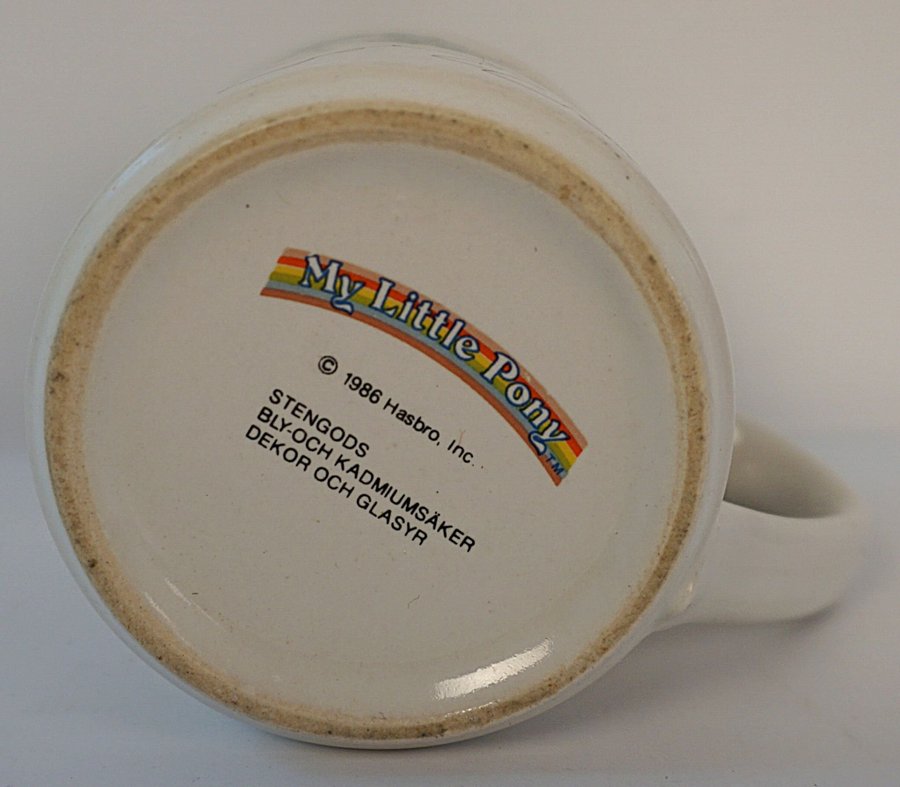 My Little Pony TM
© 1986 Hasbro, Inc.
STENGODS
BLY-OCH KADMIUMSÄKER
DEKOR OCH GLASYR